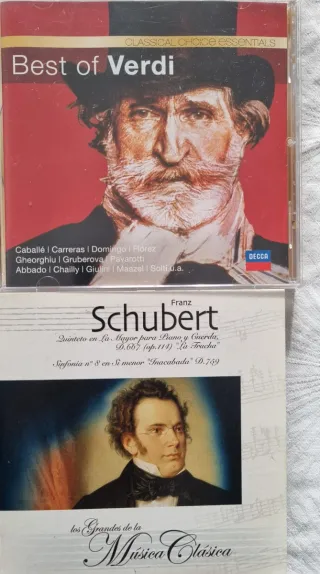 CLASSICAL CHOICE ESSENTIALS
Best of Verdi
Caballé | Carreras | Domingo | Flórez
Gheorghiu | Gruberova | Pavarotti
Abbado | Chailly | Giulini | Maazel | Solti u.a.
DECCA
Franz
Schubert
Quinteto en La Mayor para Piano y Cuerda,
D.667 (op.114) "La Trucha"
Sinfonía nº 8 en Si menor "Inacabada" D.759
los Grandes de la
Música Clásica